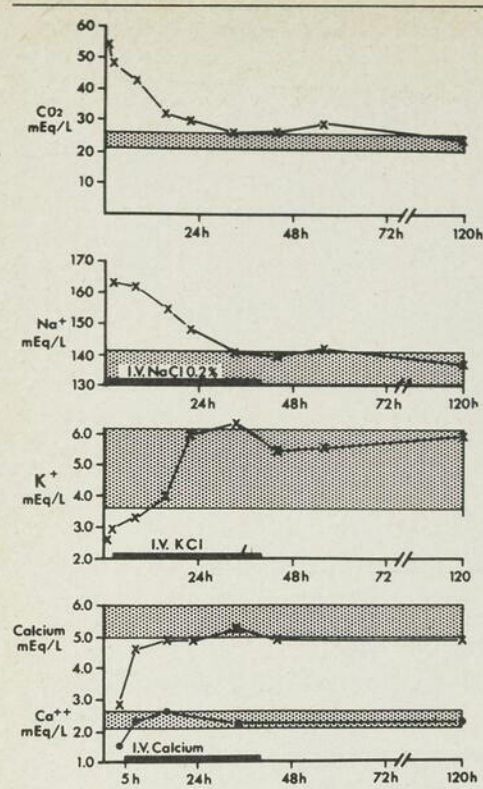 60
50
40
CO₂
mEq/L
30
20
10
24h
48h
72h
120h
170
160
Na⁺
mEq/L
150
140
130
I.V. NaCl 0.2%
24h
48h
72h
120h
6.0
5.0
K⁺
mEq/L
4.0
3.0
2.0
I.V. KCl
24h
48h
72
120
6.0
Calcium
mEq/L
5.0
4.0
3.0
Ca⁺⁺
mEq/L
2.0
1.0
I.V. Calcium
5h
24h
48h
72h
120h